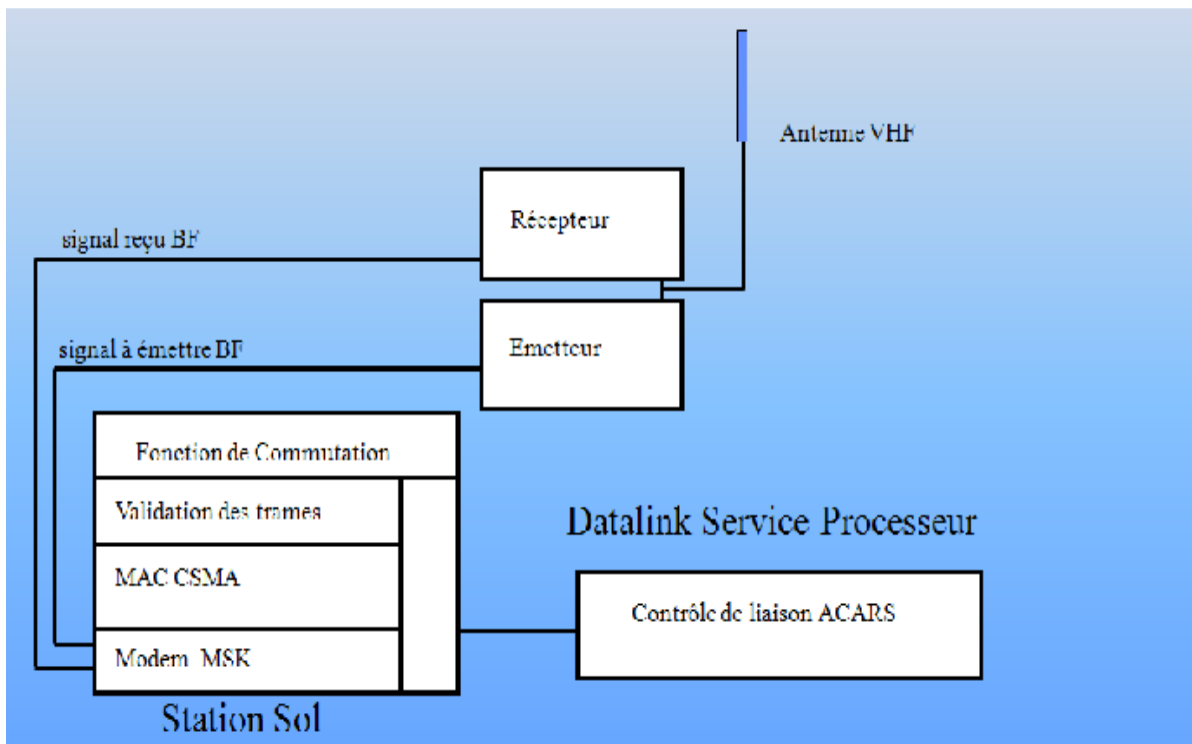 Antenne VHF
Récepteur
signal reçu BF
Emetteur
signal à émettre BF
Fonction de Commutation
Validation des trames
MAC CSMA
Modem MSK
Station Sol
Datalink Service Processeur
Contrôle de liaison ACARS